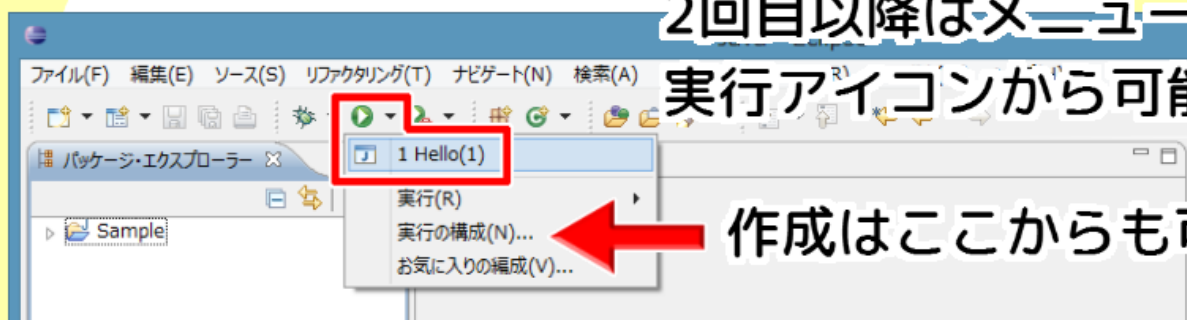 2回目以降はメニュー
ファイル(F) 編集(E) ソース(S) リファクタリング(T) ナビゲート(N) 検索(A)
実行アイコンから可能
1 Hello(1)
パッケージ・エクスプローラー
実行(R)
Sample
実行の構成(N)...
作成はここからも可
お気に入りの編成(V)...